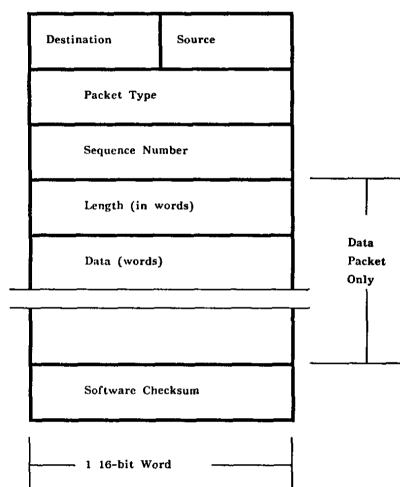 Destination Source
Packet Type
Sequence Number
Length (in words)
Data (words)
Data
Packet
Only
Software Checksum
1 16-bit Word